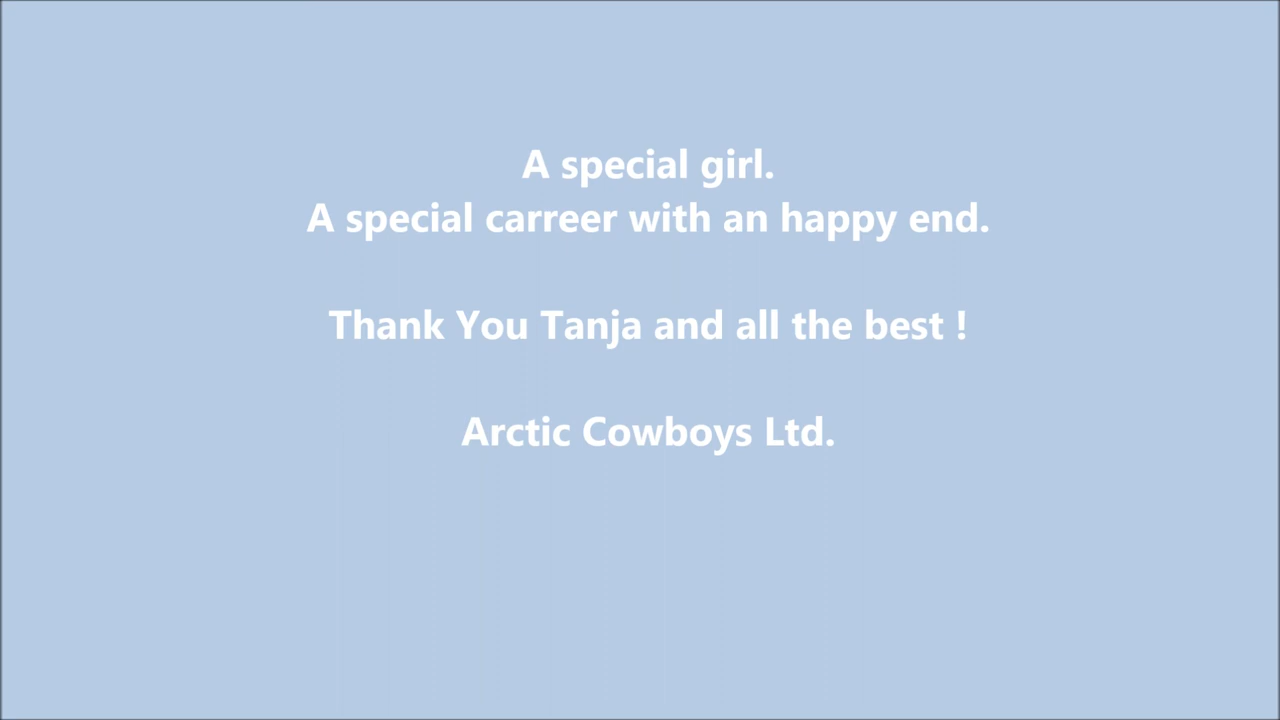 A special girl.
A special carreer with an happy end.
Thank You Tanja and all the best !
Arctic Cowboys Ltd.